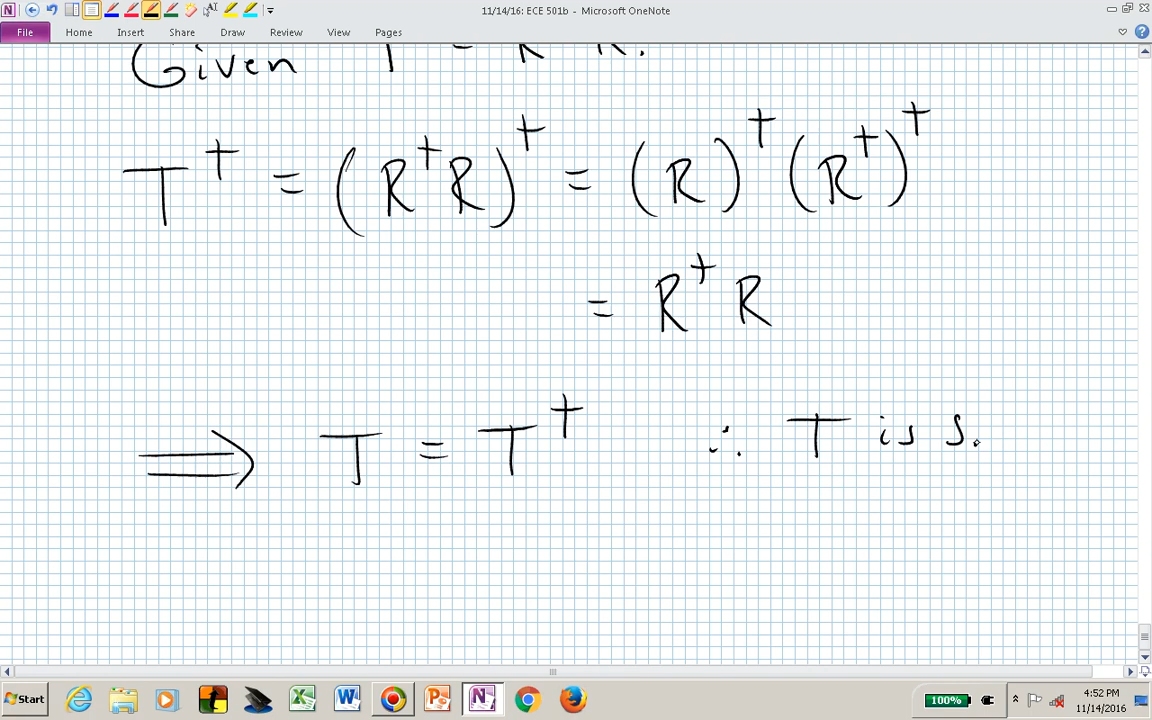 11/14/16: ECE 501b - Microsoft OneNote
File Home Insert Share Draw Review View Pages
Given T = R† R.
T† = (R†R)† = (R)† (R†)†
= R† R
⟹ T = T† ∴ T is s.
Start
100%
4:52 PM
11/14/2016